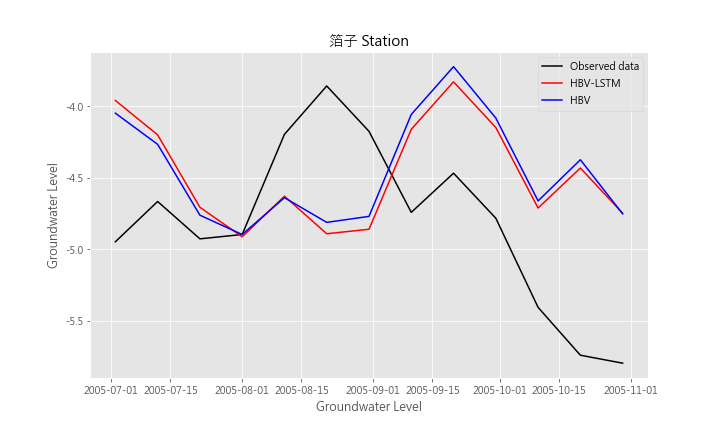 箔子 Station
Observed data
HBV-LSTM
HBV
-4.0
-4.5
-5.0
-5.5
Groundwater Level
2005-07-01 2005-07-15 2005-08-01 2005-08-15 2005-09-01 2005-09-15 2005-10-01 2005-10-15 2005-11-01
Groundwater Level